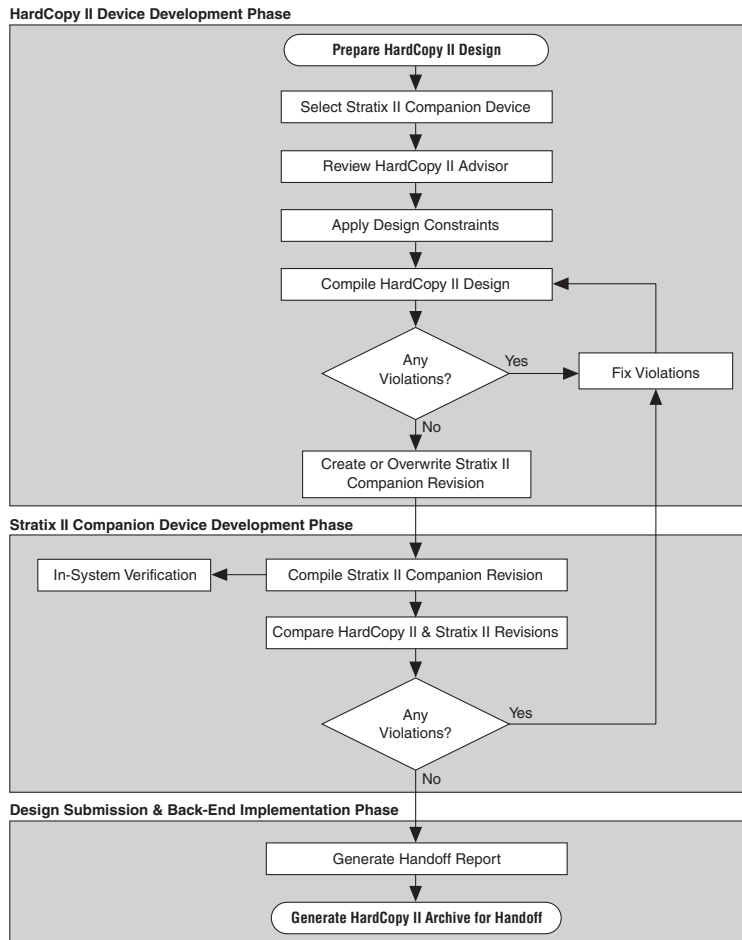 HardCopy II Device Development Phase
Prepare HardCopy II Design
Select Stratix II Companion Device
Review HardCopy II Advisor
Apply Design Constraints
Compile HardCopy II Design
Any
Violations?
Yes
Fix Violations
No
Create or Overwrite Stratix II
Companion Revision
Stratix II Companion Device Development Phase
In-System Verification
Compile Stratix II Companion Revision
Compare HardCopy II & Stratix II Revisions
Any
Violations?
Yes
No
Design Submission & Back-End Implementation Phase
Generate Handoff Report
Generate HardCopy II Archive for Handoff